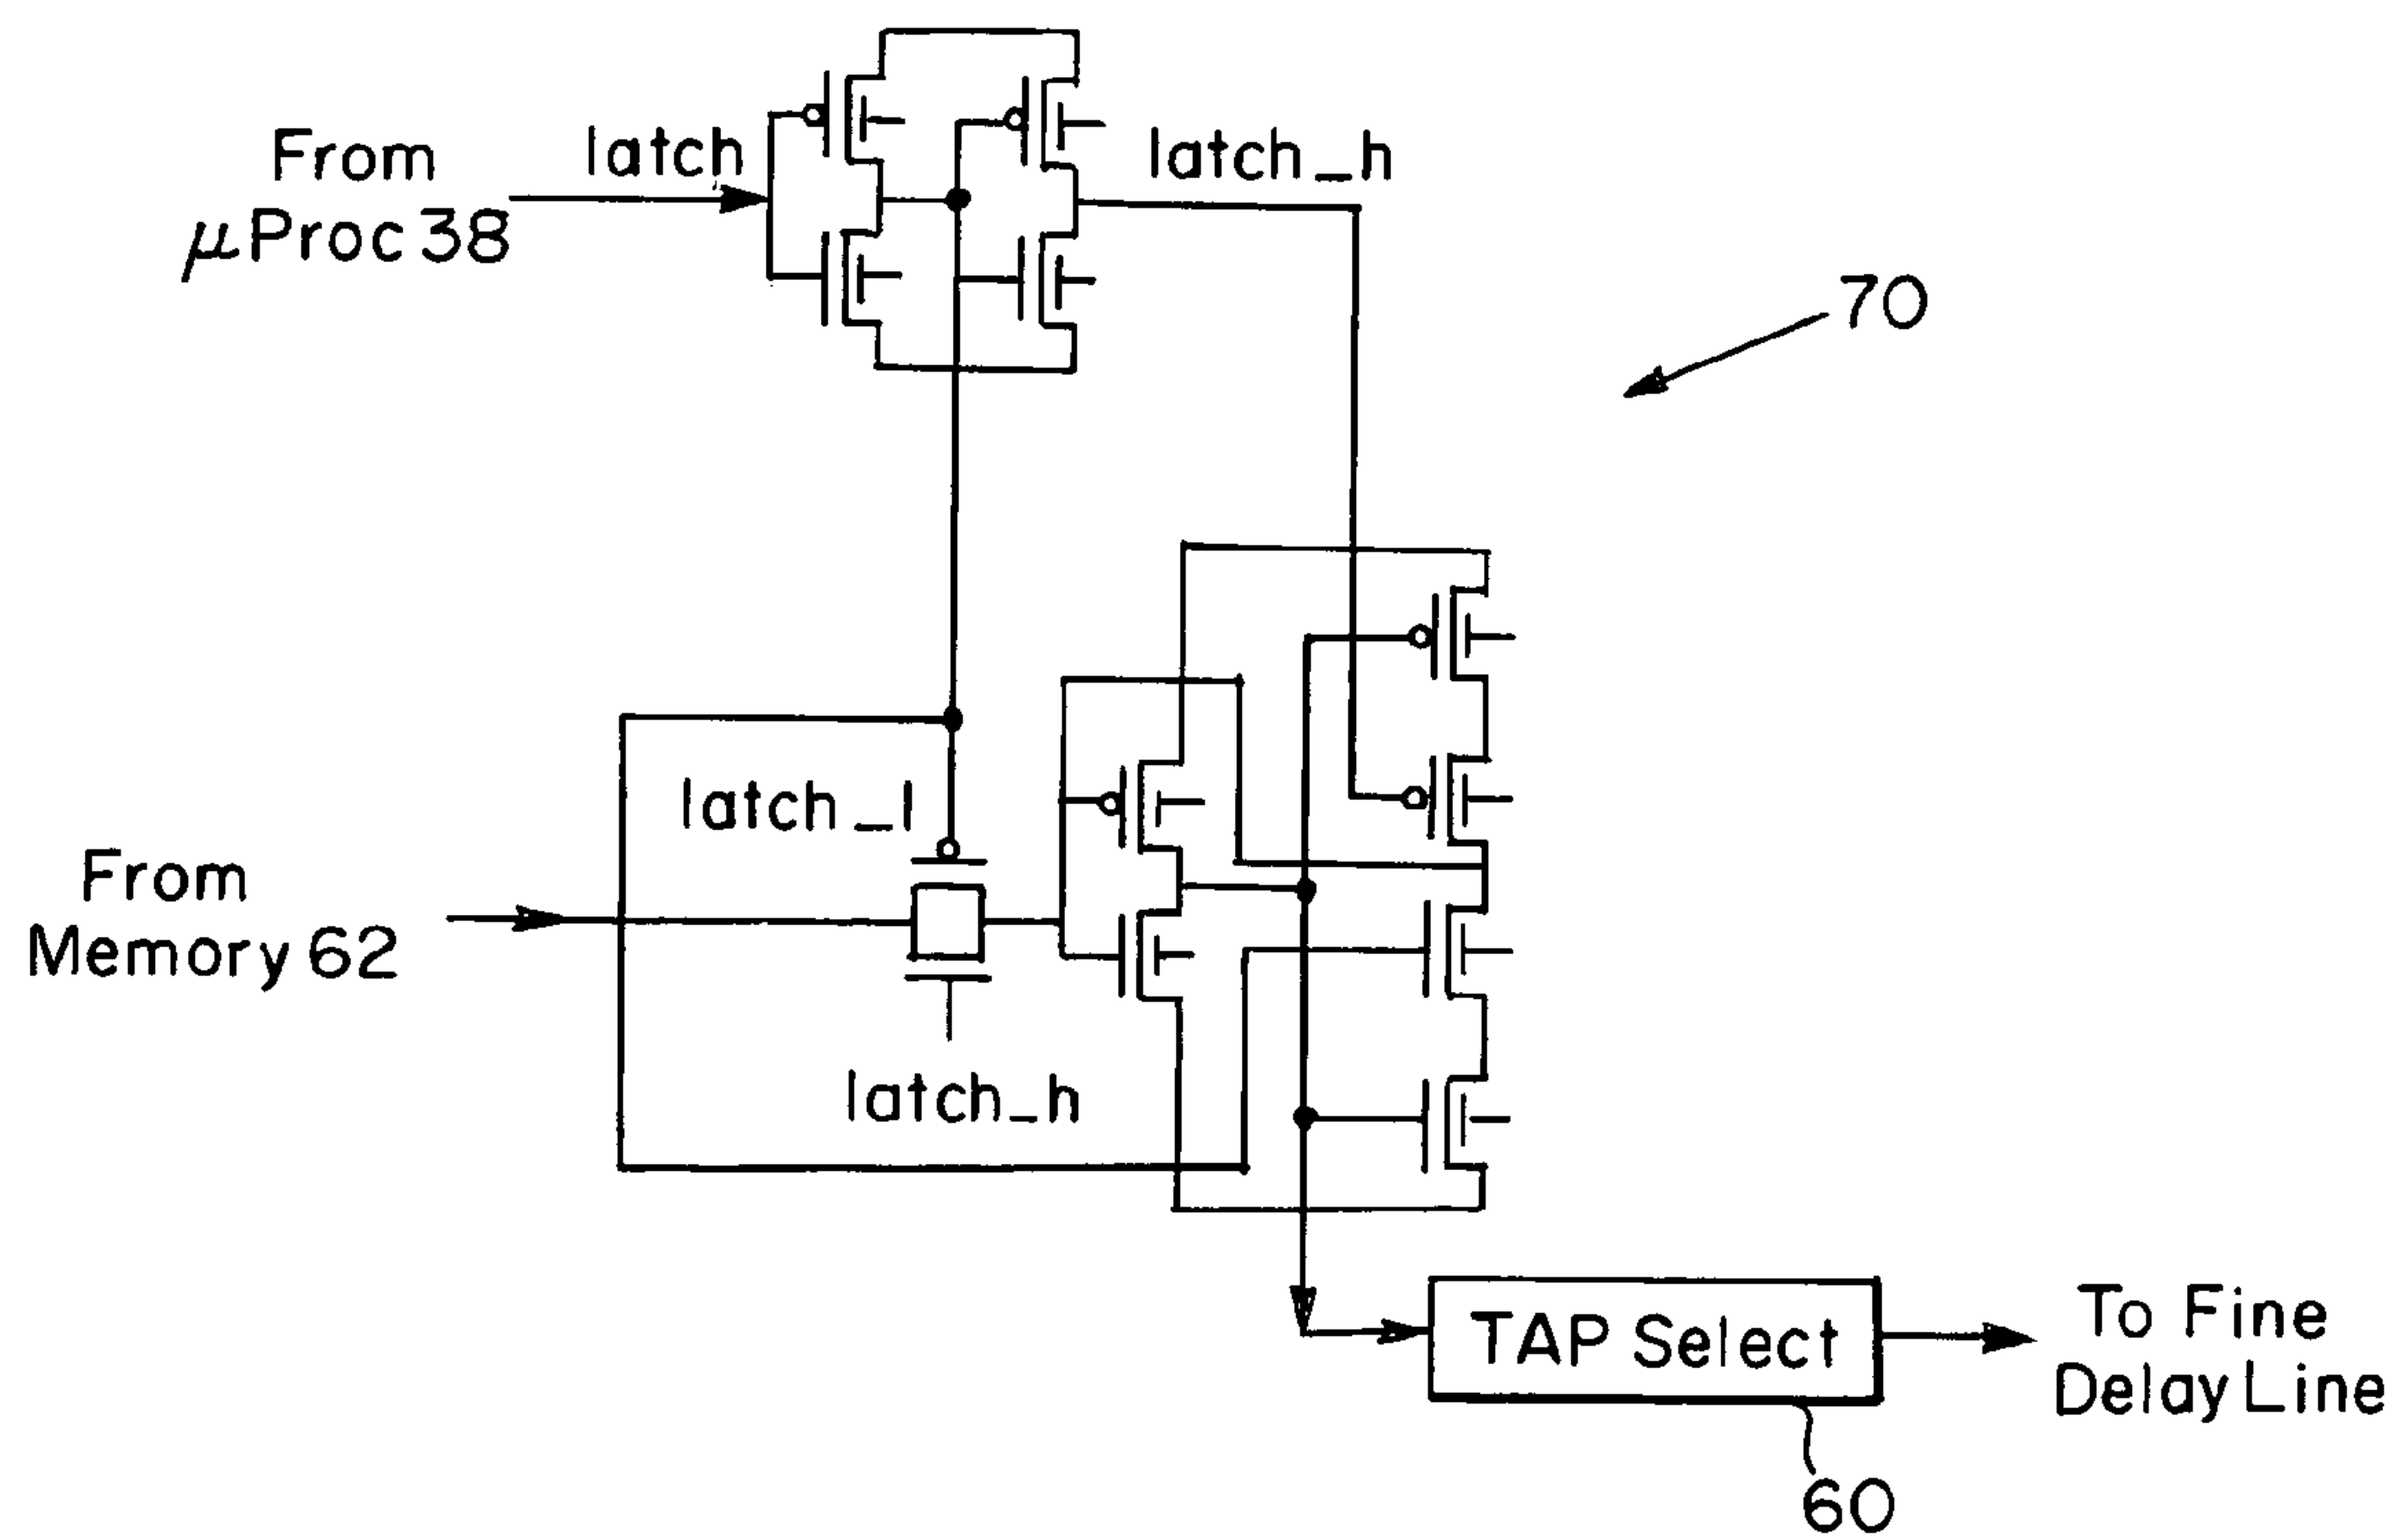 From
μProc 38
latch
latch_h
70
latch_l
From
Memory 62
latch_h
TAP Select
To Fine
Delay Line
60